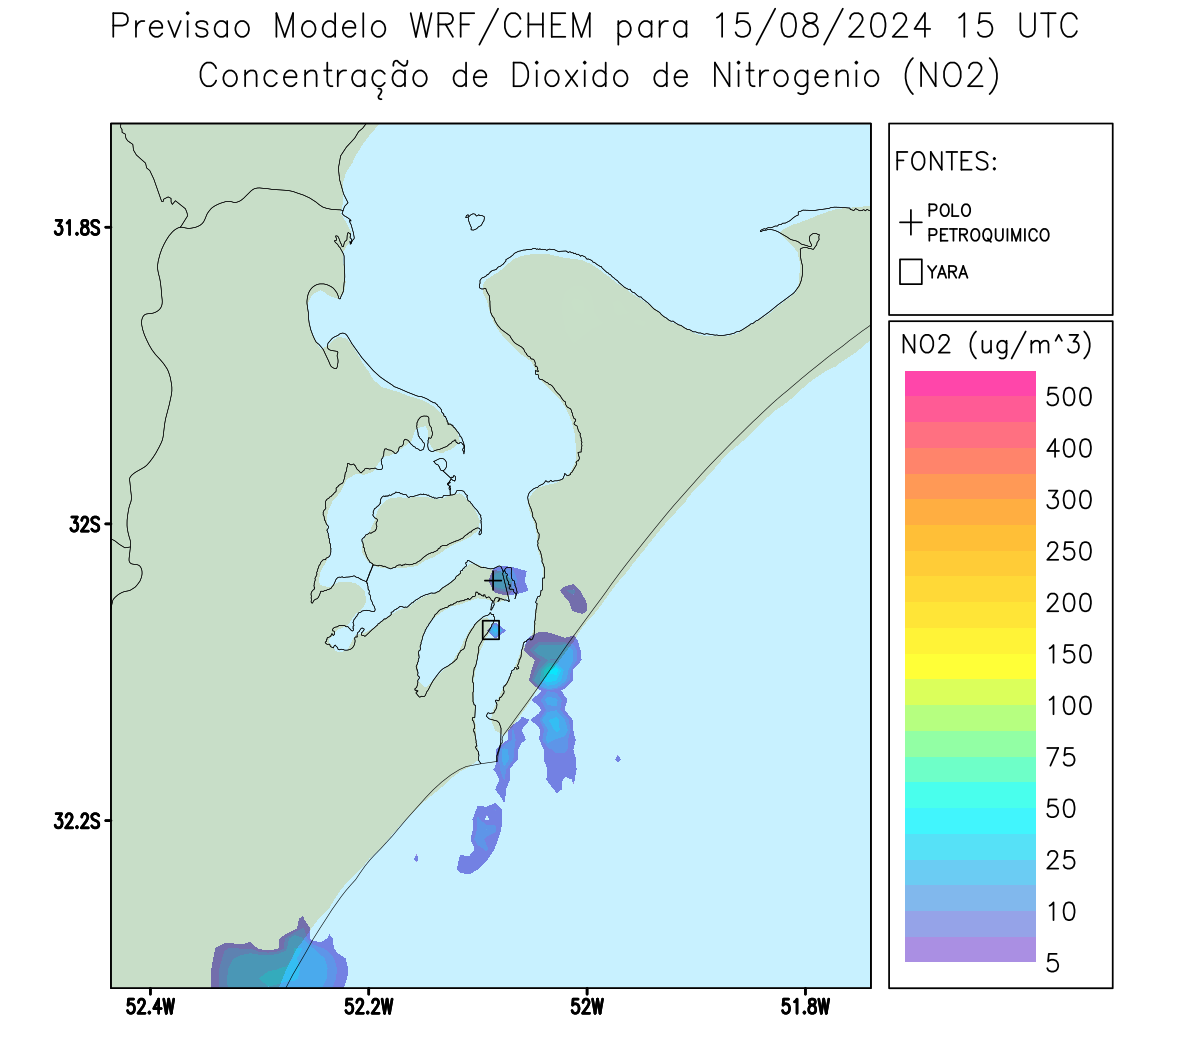 Previsao Modelo WRF/CHEM para 15/08/2024 15 UTC
Concentração de Dioxido de Nitrogenio (NO2)
FONTES:
POLO
PETROQUIMICO
YARA
NO2 (ug/m^3)
500
400
300
250
200
150
100
75
50
25
10
5
31.8S
32S
32.2S
52.4W
52.2W
52W
51.8W